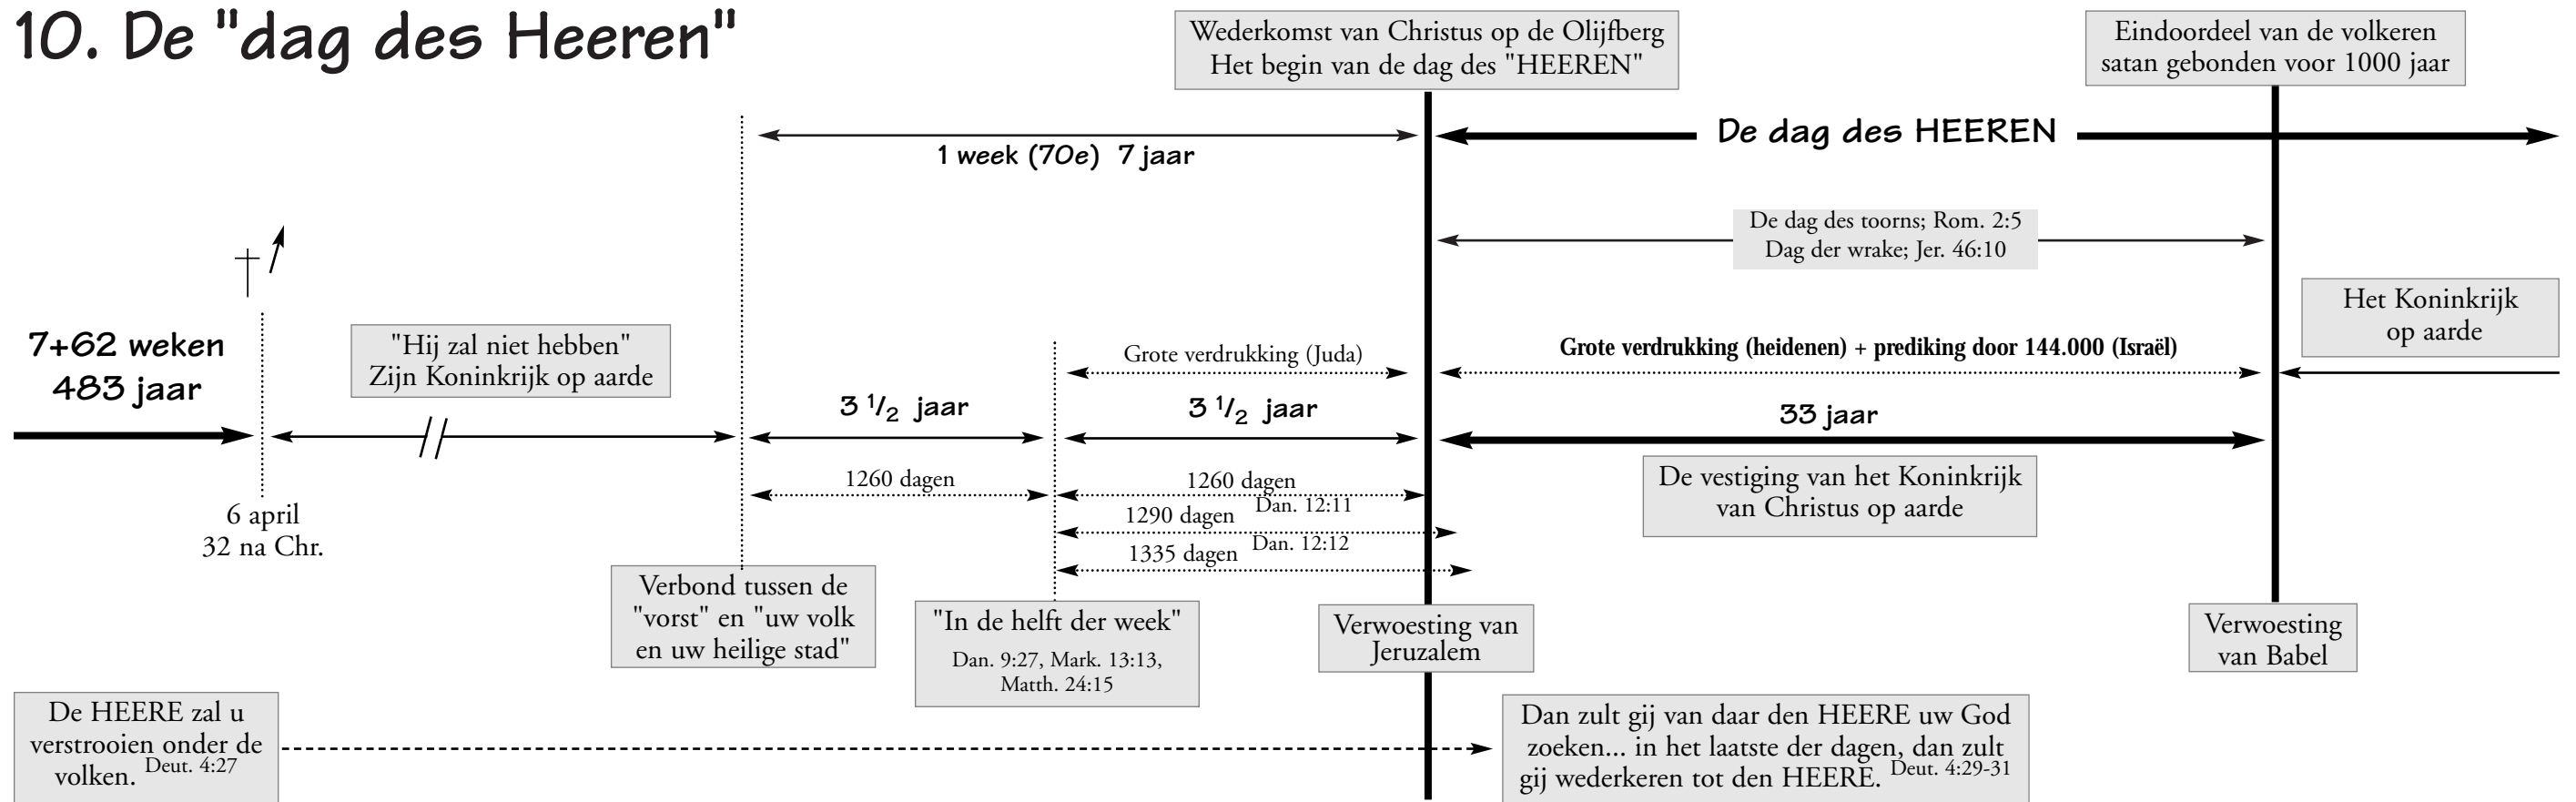 10. De "dag des Heeren"
Wederkomst van Christus op de Olijfberg
Het begin van de dag des "HEEREN"
Eindoordeel van de volkeren
satan gebonden voor 1000 jaar
De dag des HEEREN
1 week (70e) 7 jaar
De dag des toorns; Rom. 2:5
Dag der wrake; Jer. 46:10
Het Koninkrijk
op aarde
7+62 weken
483 jaar
"Hij zal niet hebben"
Zijn Koninkrijk op aarde
Grote verdrukking (Juda)
Grote verdrukking (heidenen) + prediking door 144.000 (Israël)
3 1/2 jaar
3 1/2 jaar
33 jaar
1260 dagen
1260 dagen
Dan. 12:11
1290 dagen
Dan. 12:12
1335 dagen
De vestiging van het Koninkrijk
van Christus op aarde
6 april
32 na Chr.
Verbond tussen de
"vorst" en "uw volk
en uw heilige stad"
"In de helft der week"
Dan. 9:27, Mark. 13:13,
Matth. 24:15
Verwoesting van
Jeruzalem
Verwoesting
van Babel
De HEERE zal u
verstrooien onder de
volken. Deut. 4:27
Dan zult gij van daar den HEERE uw God
zoeken... in het laatste der dagen, dan zult
gij wederkeren tot den HEERE. Deut. 4:29-31